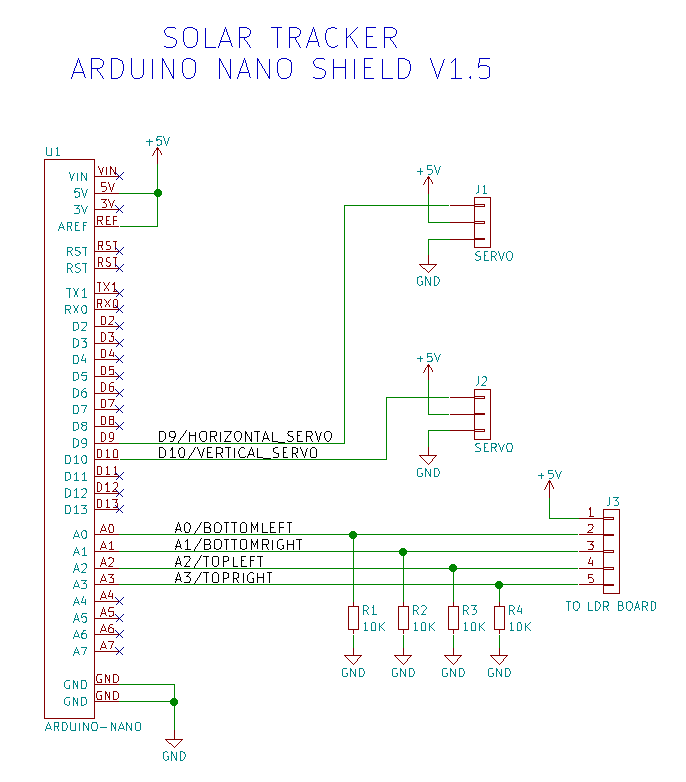 SOLAR TRACKER
ARDUINO NANO SHIELD V1.5
U1
+5V
VIN VIN
5V 5V
3V 3V
AREF REF
RST RST
RST RST
TX1 TX1
RX0 RX0
D2 D2
D3 D3
D4 D4
D5 D5
D6 D6
D7 D7
D8 D8
D9 D9 D9/HORIZONTAL_SERVO
D10 D10 D10/VERTICAL_SERVO
D11 D11
D12 D12
D13 D13
A0 A0 A0/BOTTOMLEFT
A1 A1 A1/BOTTOMRIGHT
A2 A2 A2/TOPLEFT
A3 A3 A3/TOPRIGHT
A4 A4
A5 A5
A6 A6
A7 A7
GND GND
GND GND
ARDUINO-NANO
GND
+5V
J1
SERVO
GND
+5V
J2
SERVO
GND
+5V
J3
1
2
3
4
5
TO LDR BOARD
R1
10K
GND
R2
10K
GND
R3
10K
GND
R4
10K
GND